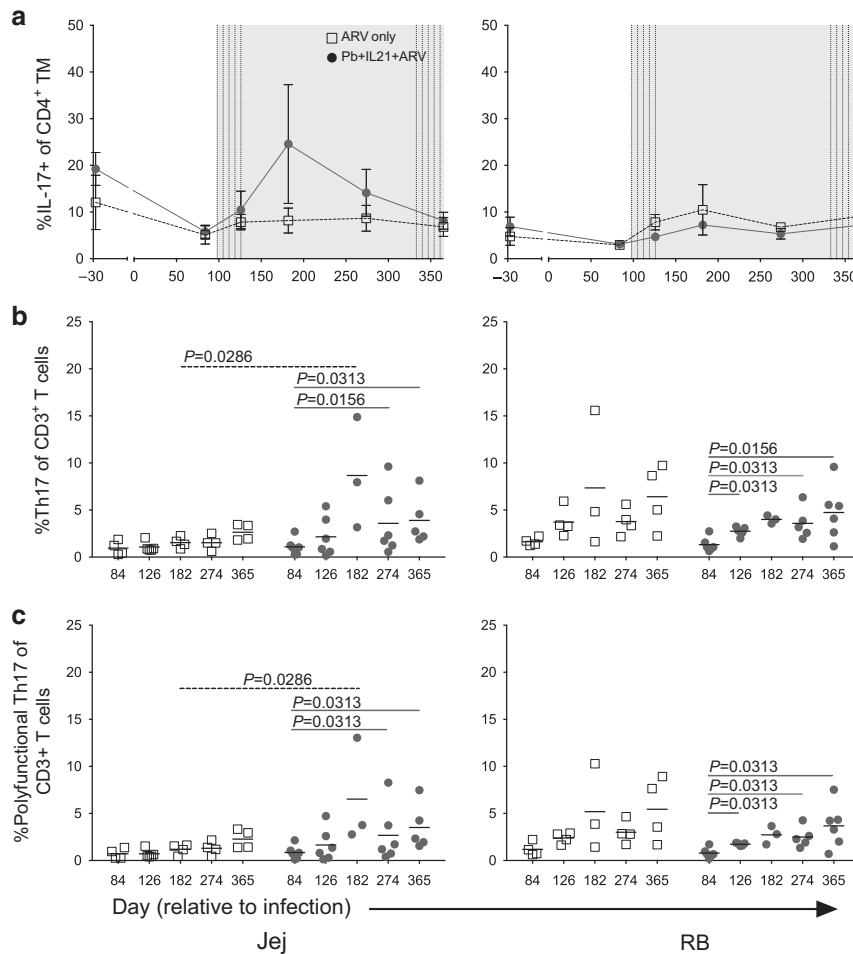 a
%IL-17+ of CD4+ TM
50
40
30
20
10
0
ARV only
Pb+IL21+ARV
–30 0 50 100 150 200 250 300 350
50
40
30
20
10
0
–30 0 50 100 150 200 250 300 350
b
%Th17 of CD3+ T cells
25
20
15
10
5
0
P=0.0286
P=0.0313
P=0.0156
84 126 182 274 365 84 126 182 274 365
25
20
15
10
5
0
P=0.0156
P=0.0313
P=0.0313
84 126 182 274 365 84 126 182 274 365
c
%Polyfunctional Th17 of
CD3+ T cells
25
20
15
10
5
0
P=0.0286
P=0.0313
P=0.0313
84 126 182 274 365 84 126 182 274 365
25
20
15
10
5
0
P=0.0313
P=0.0313
P=0.0313
84 126 182 274 365 84 126 182 274 365
Day (relative to infection)
Jej
RB